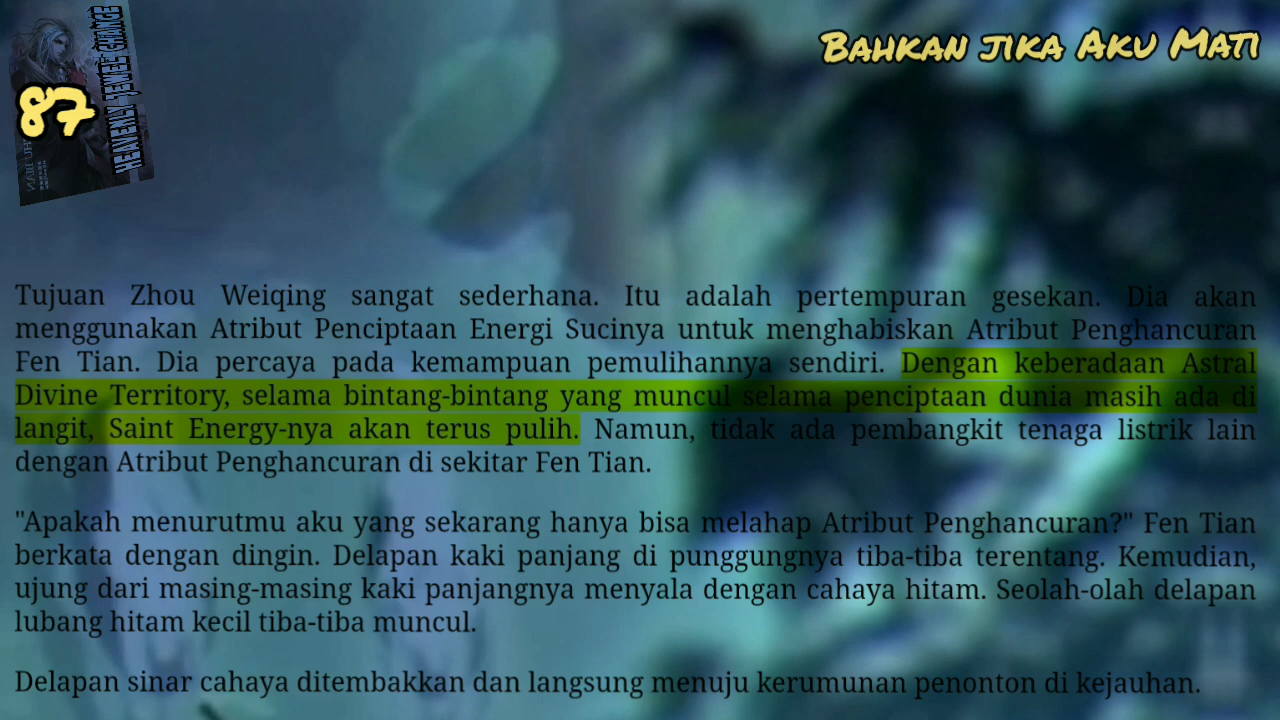 87
HEAVENLY JEWEL CHANGE
Bahkan jika Aku Mati
Tujuan Zhou Weiqing sangat sederhana. Itu adalah pertempuran gesekan. Dia akan
menggunakan Atribut Penciptaan Energi Sucinya untuk menghabiskan Atribut Penghancuran
Fen Tian. Dia percaya pada kemampuan pemulihannya sendiri. Dengan keberadaan Astral
Divine Territory, selama bintang-bintang yang muncul selama penciptaan dunia masih ada di
langit, Saint Energy-nya akan terus pulih. Namun, tidak ada pembangkit tenaga listrik lain
dengan Atribut Penghancuran di sekitar Fen Tian.
"Apakah menurutmu aku yang sekarang hanya bisa melahap Atribut Penghancuran?" Fen Tian
berkata dengan dingin. Delapan kaki panjang di punggungnya tiba-tiba terentang. Kemudian,
ujung dari masing-masing kaki panjangnya menyala dengan cahaya hitam. Seolah-olah delapan
lubang hitam kecil tiba-tiba muncul.
Delapan sinar cahaya ditembakkan dan langsung menuju kerumunan penonton di kejauhan.